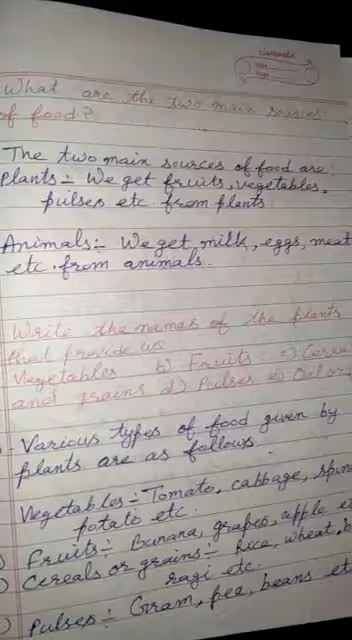 What are the two main sources
of food?
The two main sources of food are:
Plants:- We get fruits, vegetables,
pulses etc from plants
Animals:- We get milk, eggs, meat
etc. from animals.
Write the names of the plants
that provide us
Vegetables b) Fruits c)
and grains d) Pulses e)
Various types of food given by
plants are as follows.
Vegetables:- Tomato, cabbage,
potato etc.
Fruits:- Banana, grapes, apple
Cereals or grains- Rice, wheat,
ragi etc.
Pulses:- Gram, pee, beans